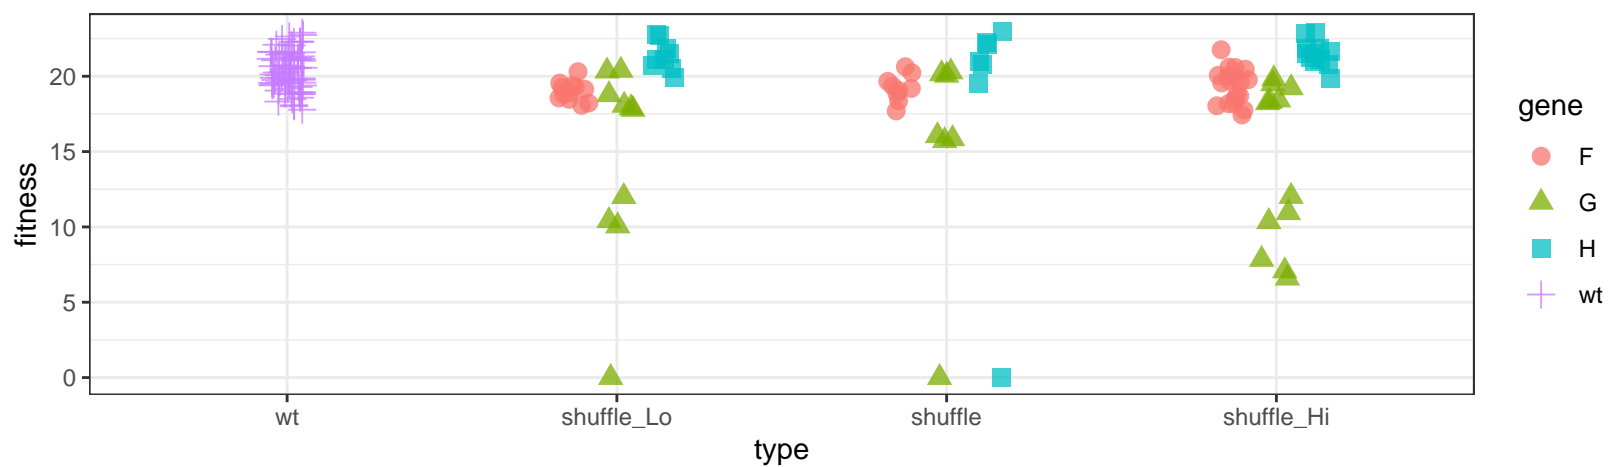 fitness
20
15
10
5
0
wt
shuffle_Lo
shuffle
shuffle_Hi
type
gene
F
G
H
wt